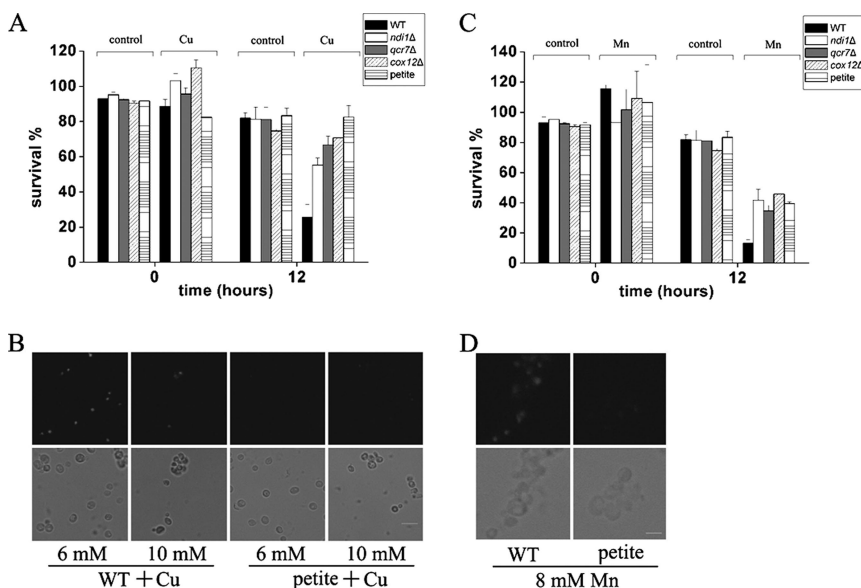 A
WT
ndi1Δ
qcr7Δ
cox12Δ
petite
control Cu control Cu
120
100
80
60
40
20
0
survival %
0 12
time (hours)
C
WT
ndi1Δ
qcr7Δ
cox12Δ
petite
control Mn control Mn
140
120
100
80
60
40
20
0
survival %
0 12
time (hours)
B
6 mM 10 mM 6 mM 10 mM
WT + Cu petite + Cu
D
WT petite
8 mM Mn